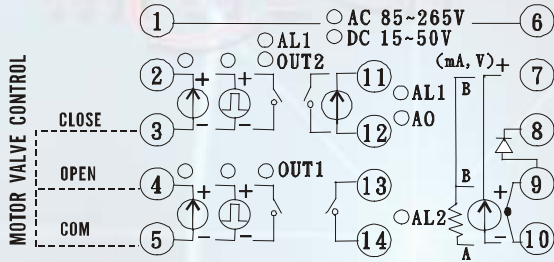 1 AC 85~265V 6
DC 15~50V
AL1
OUT2
2 + + 11 (mA, V) + 7
AL1 B
CLOSE
3 - - 12 AO 8
MOTOR VALVE CONTROL
OPEN
4 + + OUT1 13 B + 9
AL2
COM
5 - - 14 A - 10